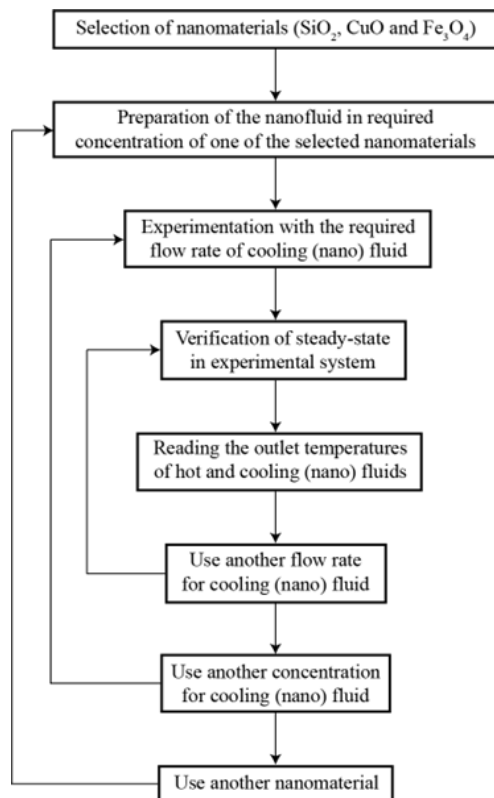 Selection of nanomaterials (SiO₂, CuO and Fe₃O₄)
Preparation of the nanofluid in required
concentration of one of the selected nanomaterials
Experimentation with the required
flow rate of cooling (nano) fluid
Verification of steady-state
in experimental system
Reading the outlet temperatures
of hot and cooling (nano) fluids
Use another flow rate
for cooling (nano) fluid
Use another concentration
for cooling (nano) fluid
Use another nanomaterial